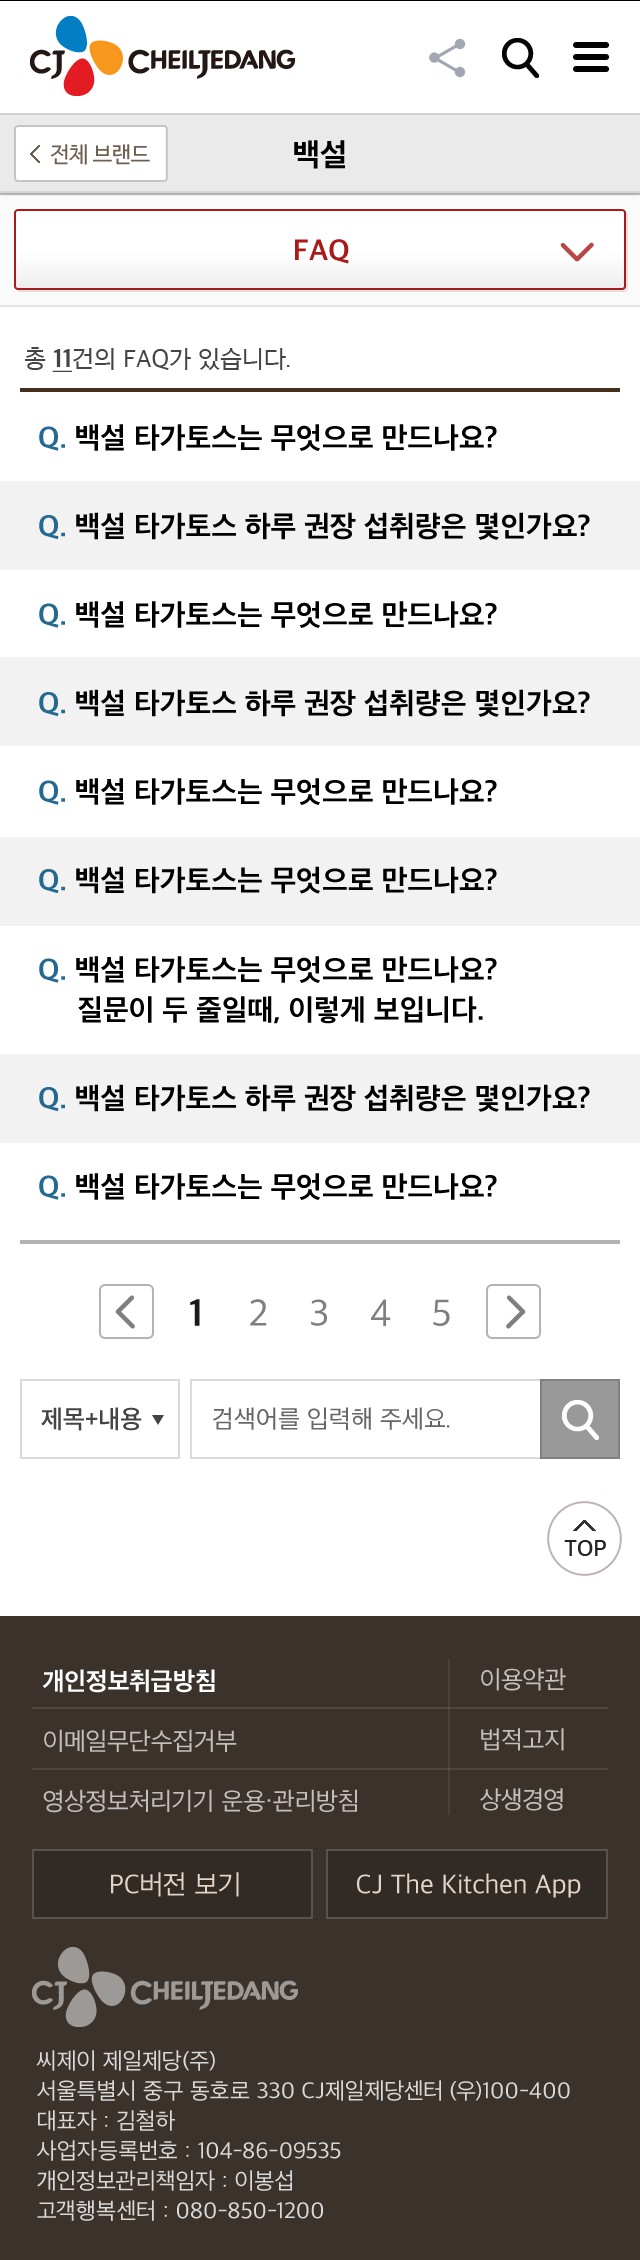 CJ CHEILJEDANG
전체 브랜드
백설
FAQ
총 11건의 FAQ가 있습니다.
Q. 백설 타가토스는 무엇으로 만드나요?
Q. 백설 타가토스 하루 권장 섭취량은 몇인가요?
Q. 백설 타가토스는 무엇으로 만드나요?
Q. 백설 타가토스 하루 권장 섭취량은 몇인가요?
Q. 백설 타가토스는 무엇으로 만드나요?
Q. 백설 타가토스는 무엇으로 만드나요?
Q. 백설 타가토스는 무엇으로 만드나요?
질문이 두 줄일때, 이렇게 보입니다.
Q. 백설 타가토스 하루 권장 섭취량은 몇인가요?
Q. 백설 타가토스는 무엇으로 만드나요?
1 2 3 4 5
제목+내용 ▼ 검색어를 입력해 주세요.
TOP
개인정보취급방침 이용약관
이메일무단수집거부 법적고지
영상정보처리기기 운용·관리방침 상생경영
PC버전 보기 CJ The Kitchen App
CJ CHEILJEDANG
씨제이 제일제당(주)
서울특별시 중구 동호로 330 CJ제일제당센터 (우)100-400
대표자 : 김철하
사업자등록번호 : 104-86-09535
개인정보관리책임자 : 이봉섭
고객행복센터 : 080-850-1200